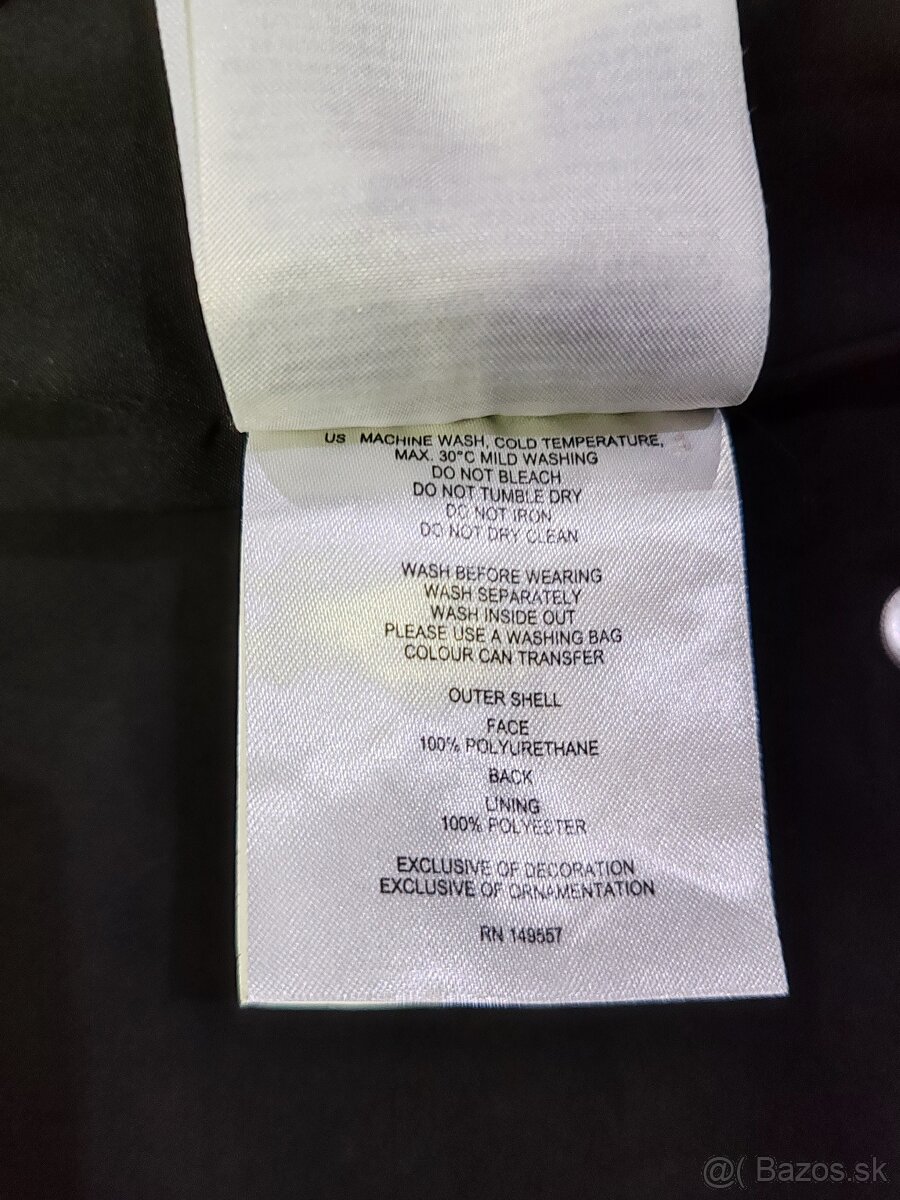 US MACHINE WASH, COLD TEMPERATURE,
MAX. 30°C MILD WASHING
DO NOT BLEACH
DO NOT TUMBLE DRY
DO NOT IRON
DO NOT DRY CLEAN
WASH BEFORE WEARING
WASH SEPARATELY
WASH INSIDE OUT
PLEASE USE A WASHING BAG
COLOUR CAN TRANSFER
OUTER SHELL
FACE
100% POLYURETHANE
BACK
LINING
100% POLYESTER
EXCLUSIVE OF DECORATION
EXCLUSIVE OF ORNAMENTATION
RN 149557
@( Bazos.sk